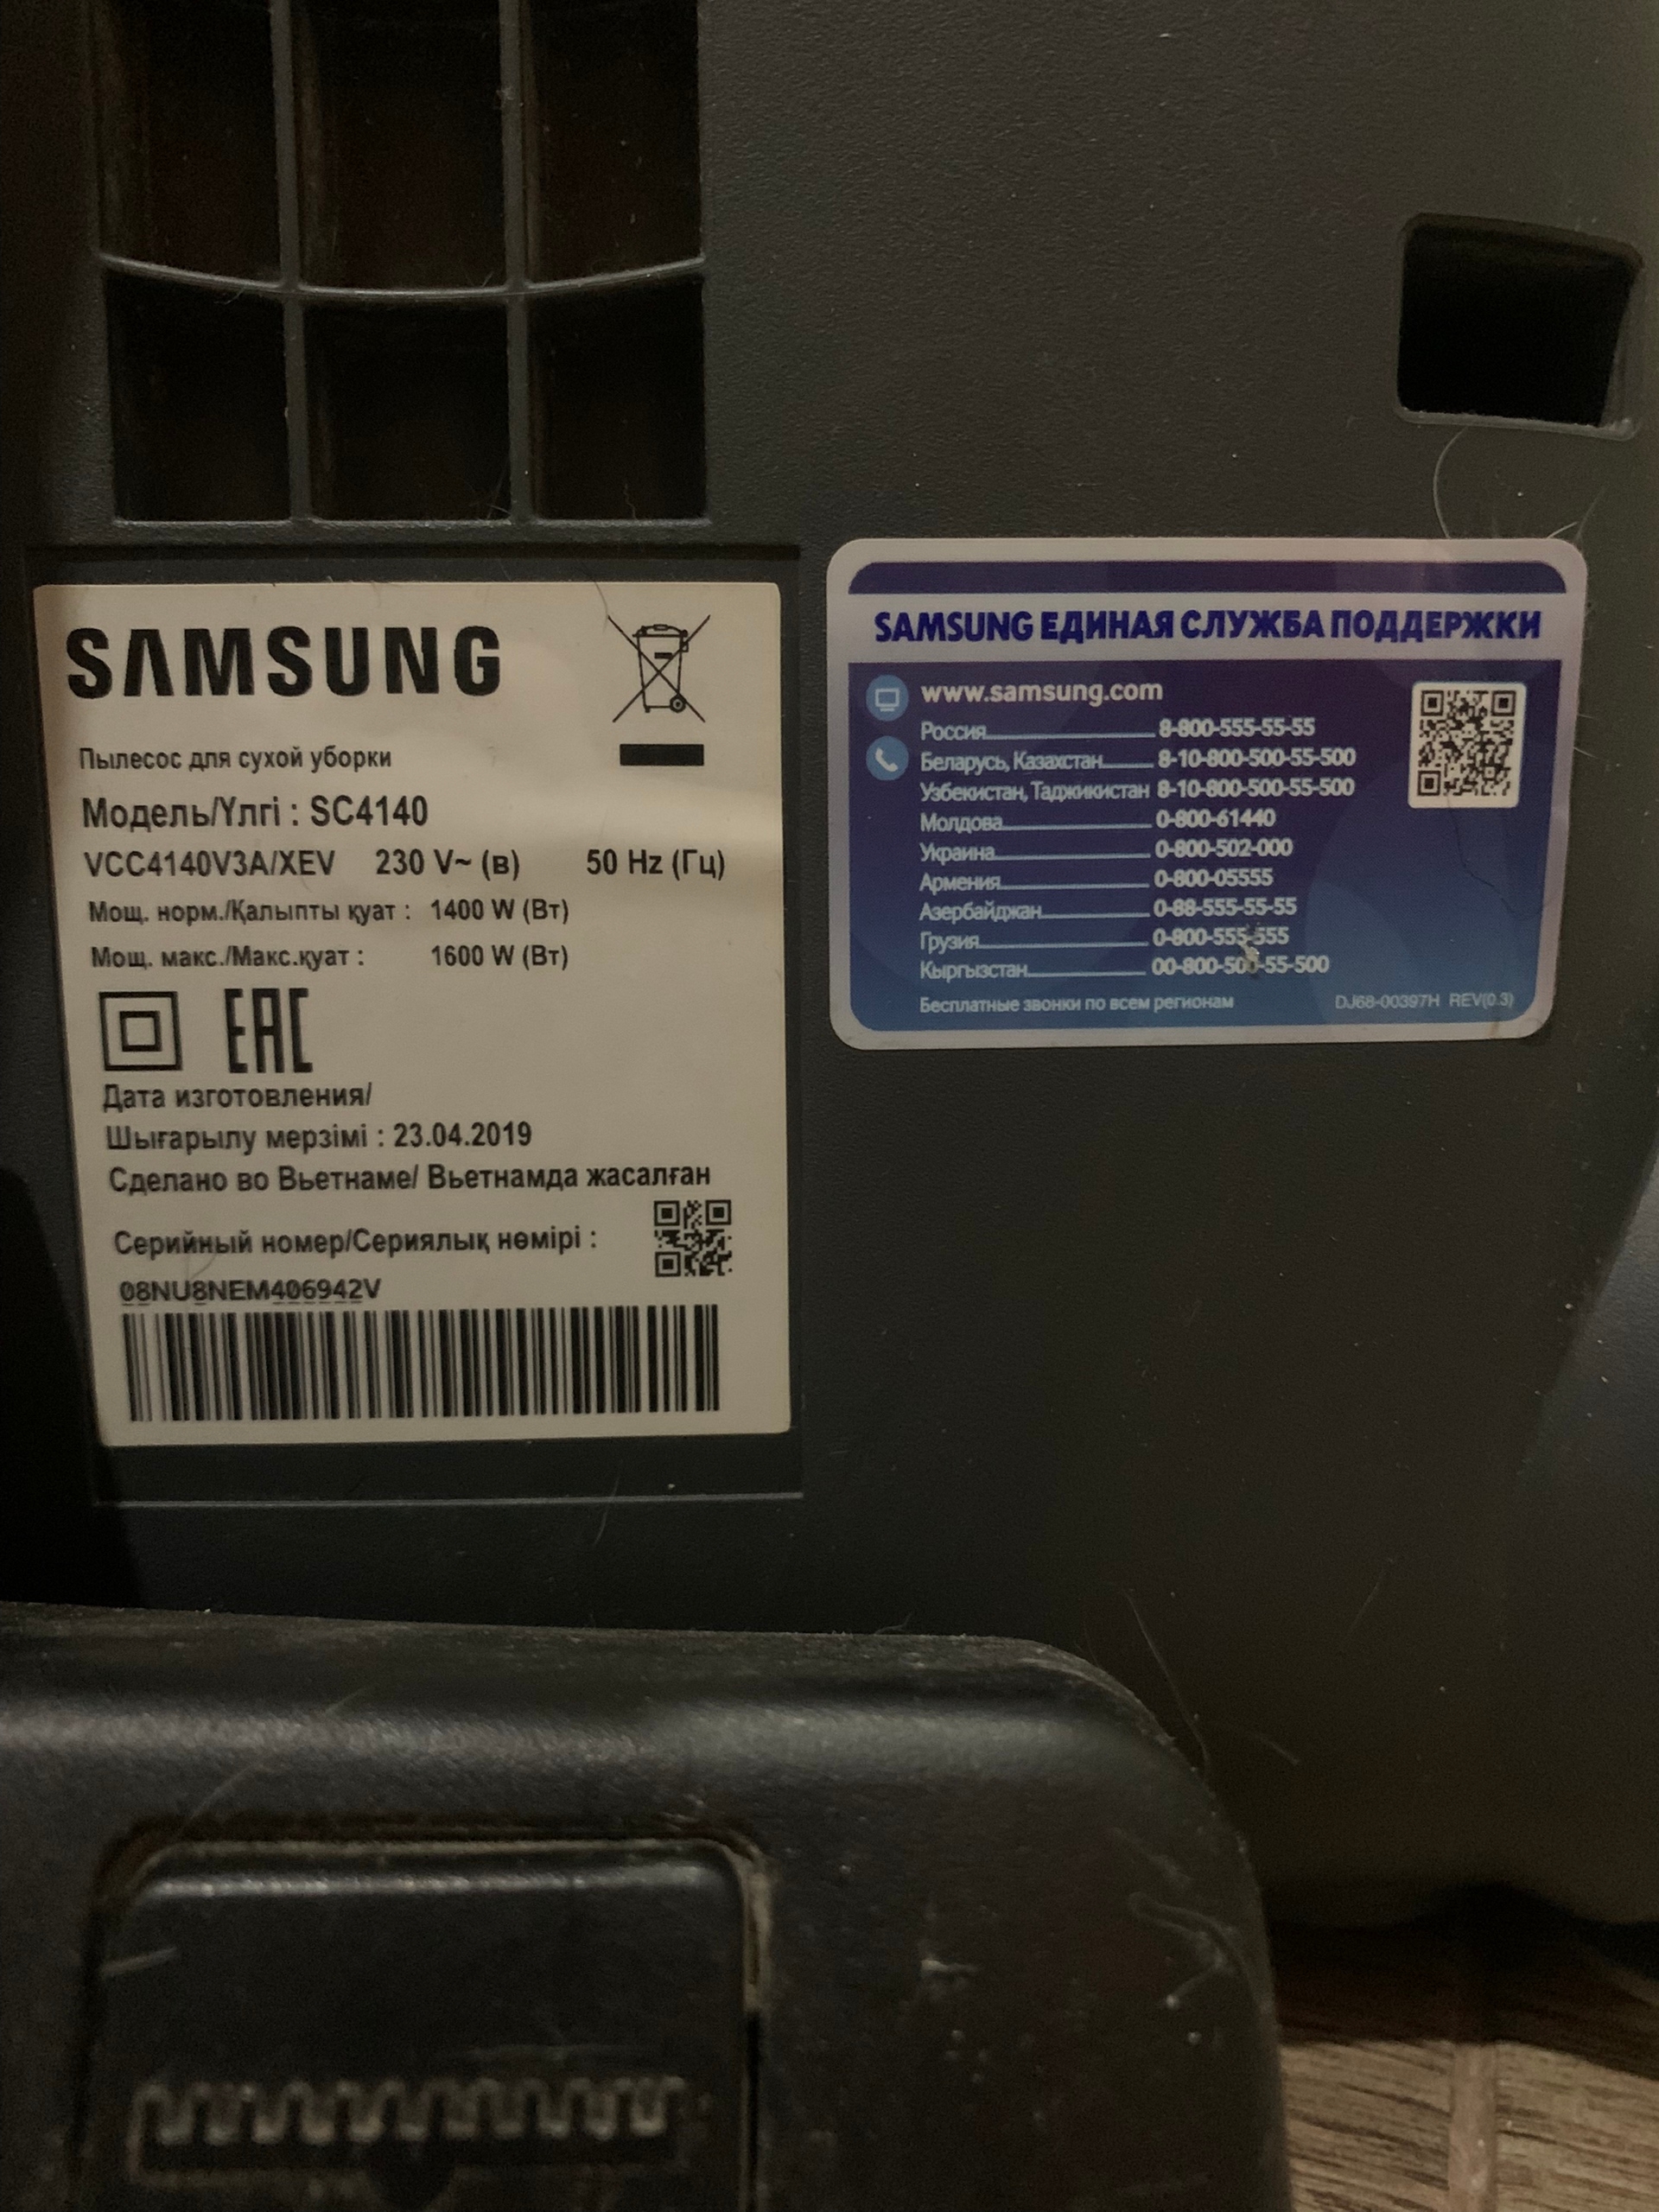 SAMSUNG
Пылесос для сухой уборки
Модель/Үлгі : SC4140
VCC4140V3A/XEV 230 V~ (в) 50 Hz (Гц)
Мощ. норм./Қалыпты қуат : 1400 W (Вт)
Мощ. макс./Макс.қуат : 1600 W (Вт)
EAC
Дата изготовления/
Шығарылу мерзімі : 23.04.2019
Сделано во Вьетнаме/ Вьетнамда жасалған
Серийный номер/Сериялық нөмірі :
08NU8NEM406942V
SAMSUNG ЕДИНАЯ СЛУЖБА ПОДДЕРЖКИ
www.samsung.com
Россия 8-800-555-55-55
Беларусь, Казахстан 8-10-800-500-55-500
Узбекистан, Таджикистан 8-10-800-500-55-500
Молдова 0-800-61440
Украина 0-800-502-000
Армения 0-800-05555
Азербайджан 0-88-555-55-55
Грузия 0-800-555-555
Кыргызстан 00-800-500-55-500
Бесплатные звонки по всем регионам DJ68-00397H REV(0.3)